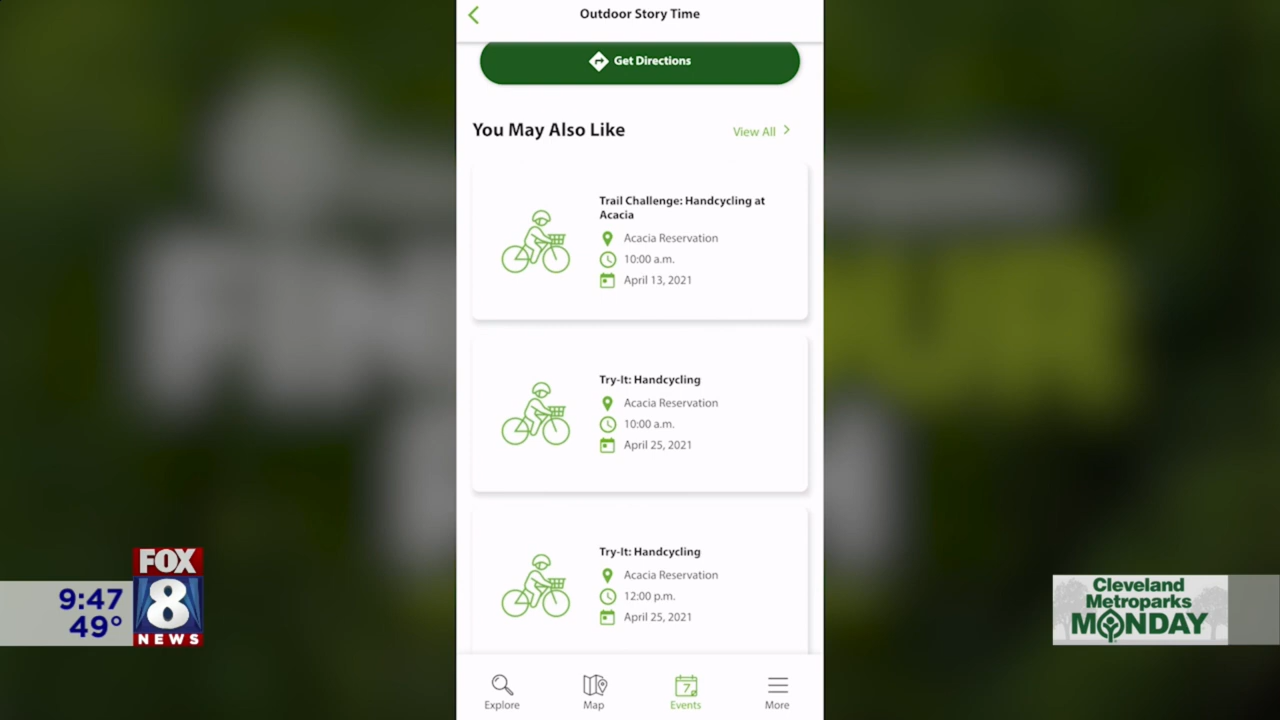 Outdoor Story Time
Get Directions
You May Also Like
View All
Trail Challenge: Handcycling at
Acacia
Acacia Reservation
10:00 a.m.
April 13, 2021
Try-It: Handcycling
Acacia Reservation
10:00 a.m.
April 25, 2021
Try-It: Handcycling
Acacia Reservation
12:00 p.m.
April 25, 2021
Explore
Map
7
Events
More
9:47
49°
FOX
8
NEWS
Cleveland
Metroparks
MONDAY